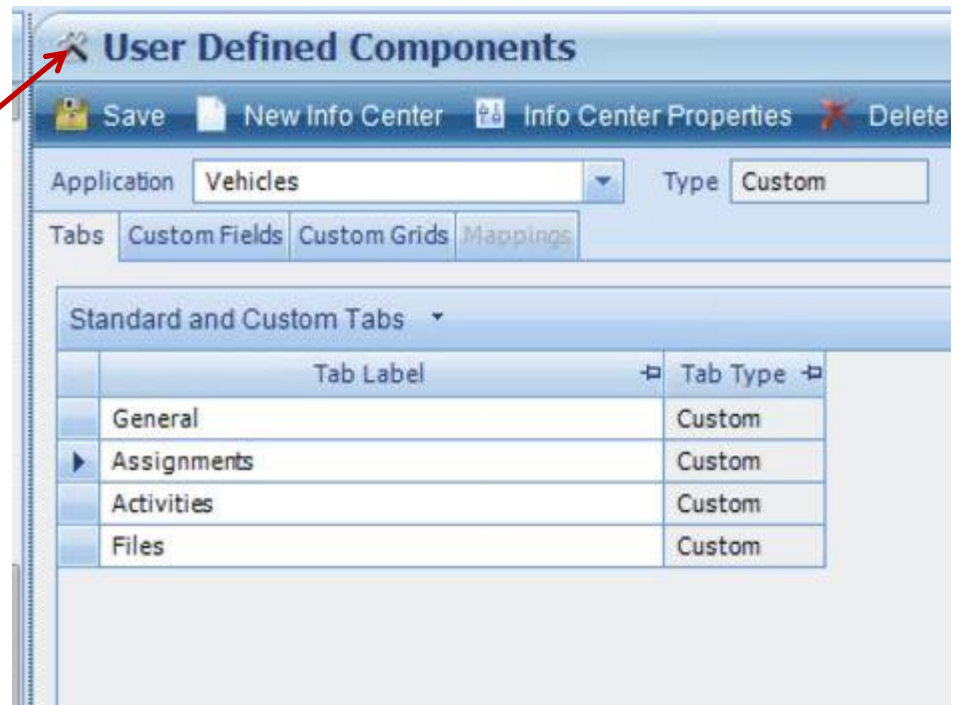 User Defined Components
Save New Info Center Info Center Properties Delete
Application Vehicles Type Custom
Tabs Custom Fields Custom Grids Mappings
Standard and Custom Tabs
Tab Label Tab Type
General Custom
Assignments Custom
Activities Custom
Files Custom